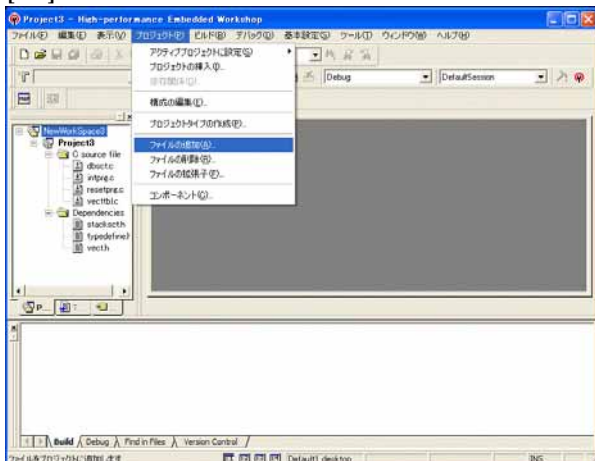 Project3 - High-performance Embedded Workshop
ファイル(F) 編集(E) 表示(V) プロジェクト(P) ビルド(B) デバッグ(D) 基本設定(S) ツール(T) ウィンドウ(W) ヘルプ(H)
アクティブプロジェクトに設定(S)
プロジェクトの挿入(I)...
依存関係(D)...
構成の編集(E)...
プロジェクトタイプの作成(P)...
ファイルの追加(A)...
ファイルの削除(R)...
ファイルの拡張子(F)...
コンポーネント(C)...
Debug
DefaultSession
NewWorkSpace3
Project3
C source file
dbsct.c
intprg.c
resetprg.c
vecttbl.c
Dependencies
stacksct.h
typedefine.h
vect.h
Build Debug Find in Files Version Control
ファイルをプロジェクトに追加します
Default1 desktop
INS